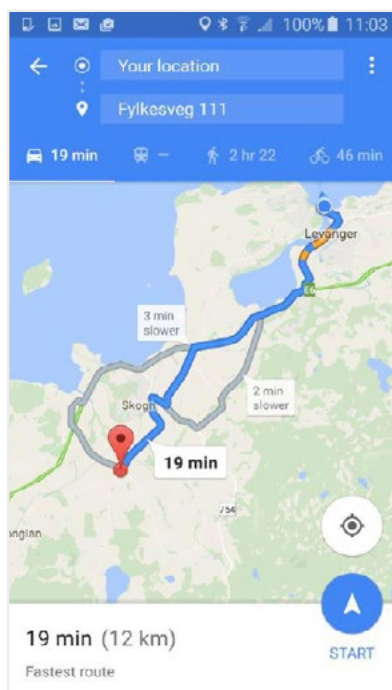 100% 11:03
Your location
Fylkesveg 111
19 min — 2 hr 22 46 min
Levanger
E6
3 min
slower
2 min
slower
Skogn
19 min
754
19 min (12 km)
START
Fastest route